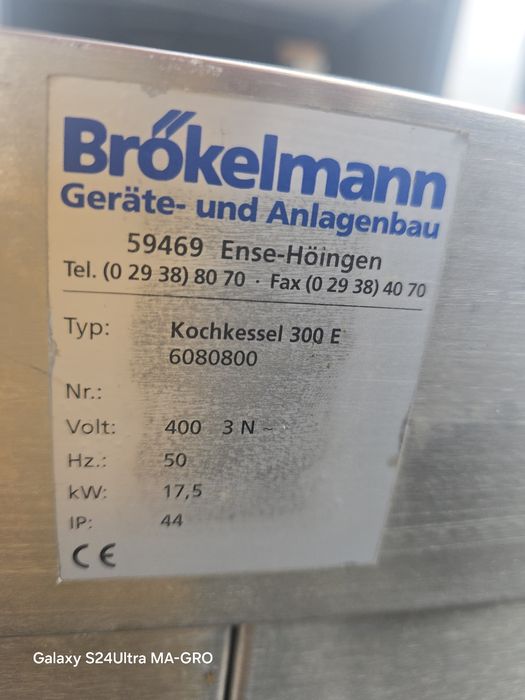 Brökelmann
Geräte- und Anlagenbau
59469 Ense-Höingen
Tel. (0 29 38) 80 70 · Fax (0 29 38) 40 70
Typ: Kochkessel 300 E
6080800
Nr.:
Volt: 400 3 N ~
Hz.: 50
kW: 17,5
IP: 44
CE
Galaxy S24Ultra MA-GRO